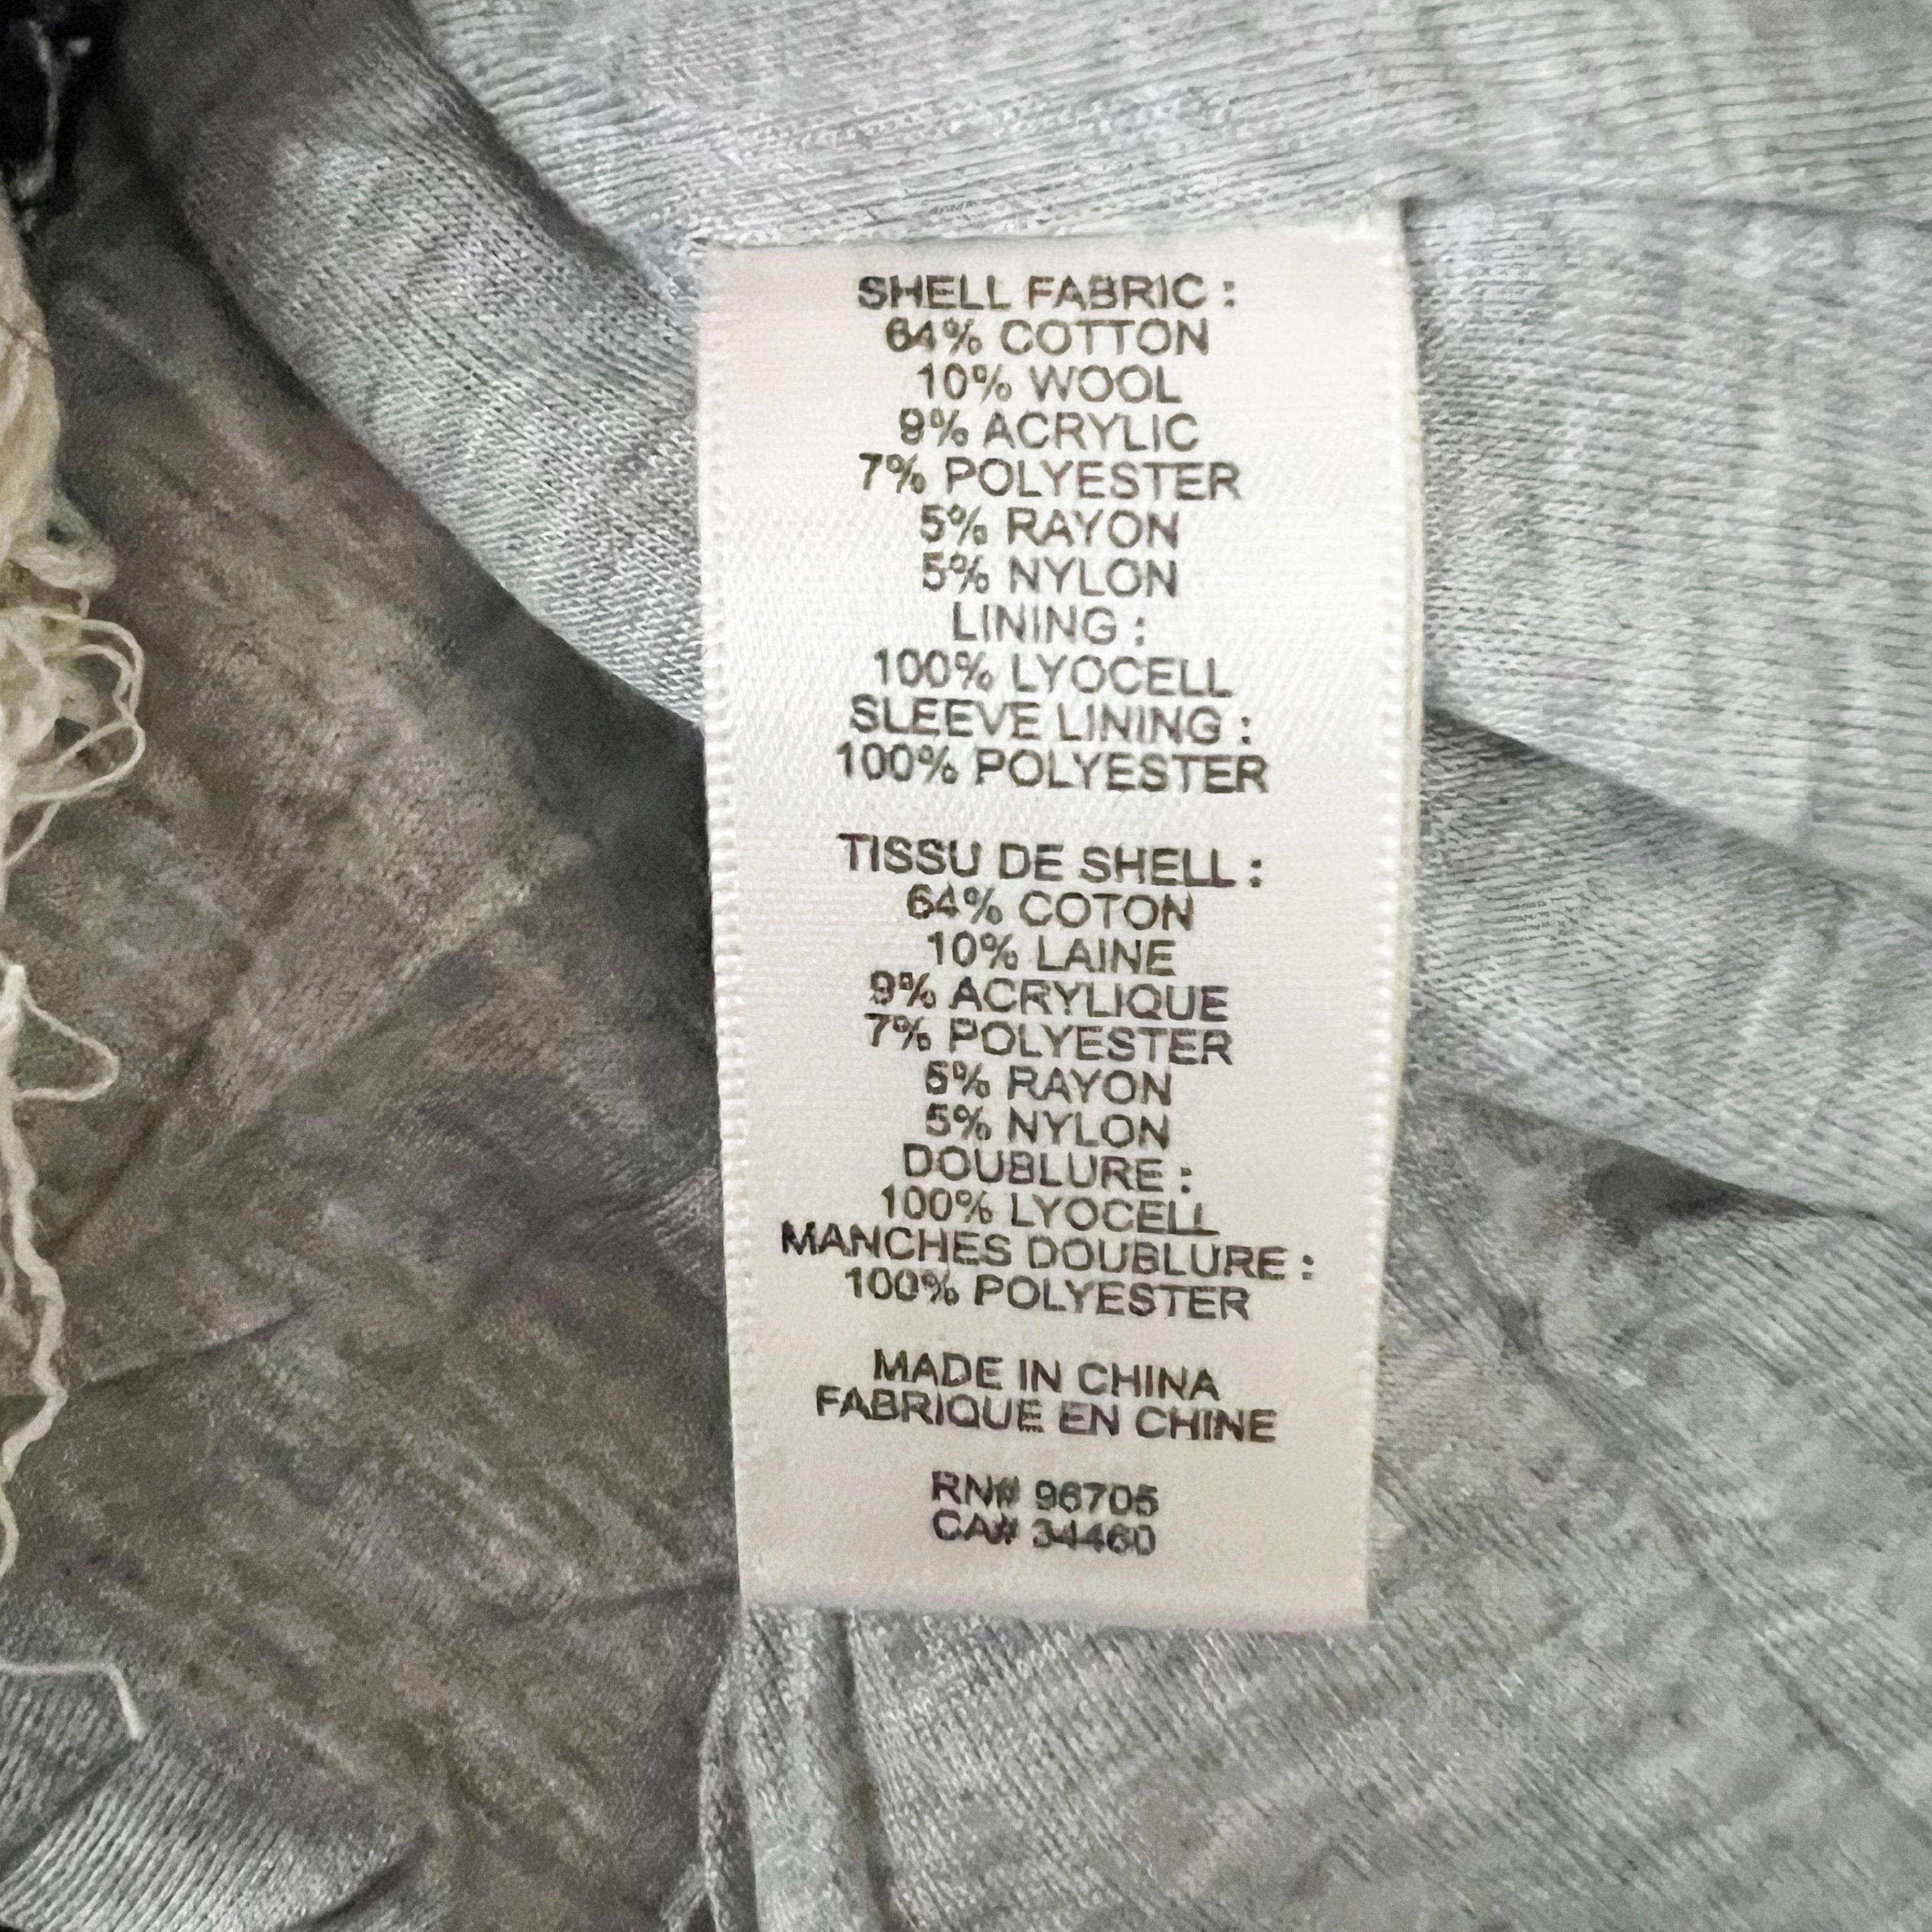 SHELL FABRIC :
64% COTTON
10% WOOL
9% ACRYLIC
7% POLYESTER
5% RAYON
5% NYLON
LINING :
100% LYOCELL
SLEEVE LINING :
100% POLYESTER
TISSU DE SHELL :
64% COTON
10% LAINE
9% ACRYLIQUE
7% POLYESTER
5% RAYON
5% NYLON
DOUBLURE :
100% LYOCELL
MANCHES DOUBLURE :
100% POLYESTER
MADE IN CHINA
FABRIQUE EN CHINE
RN# 96705
CA# 34460